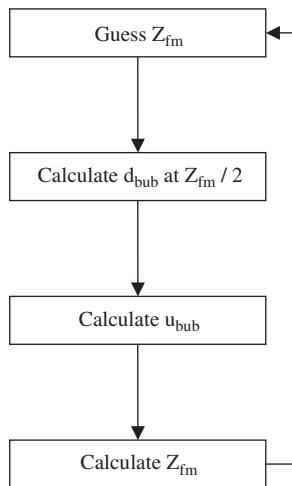 Guess Z_fm
Calculate d_bub at Z_fm / 2
Calculate u_bub
Calculate Z_fm